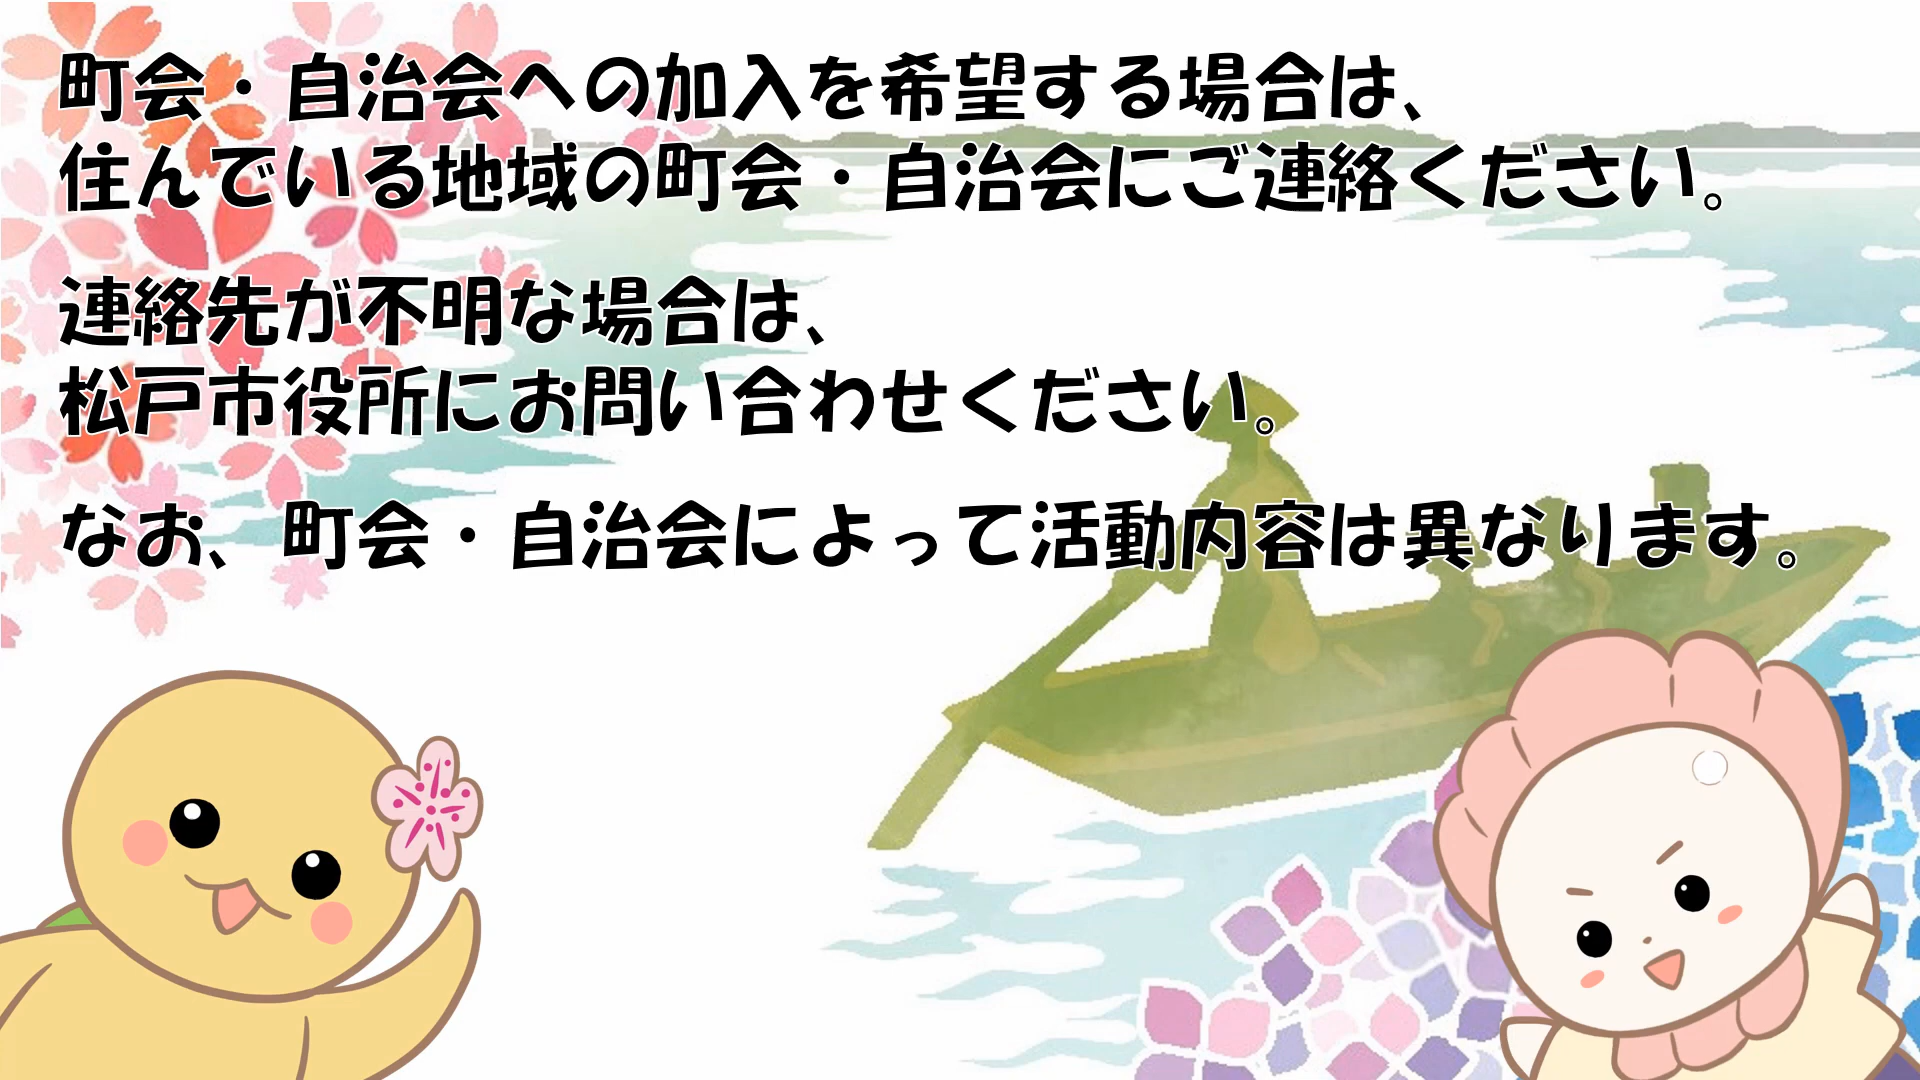 町会・自治会への加入を希望する場合は、
住んでいる地域の町会・自治会にご連絡ください。
連絡先が不明な場合は、
松戸市役所にお問い合わせください。
なお、町会・自治会によって活動内容は異なります。